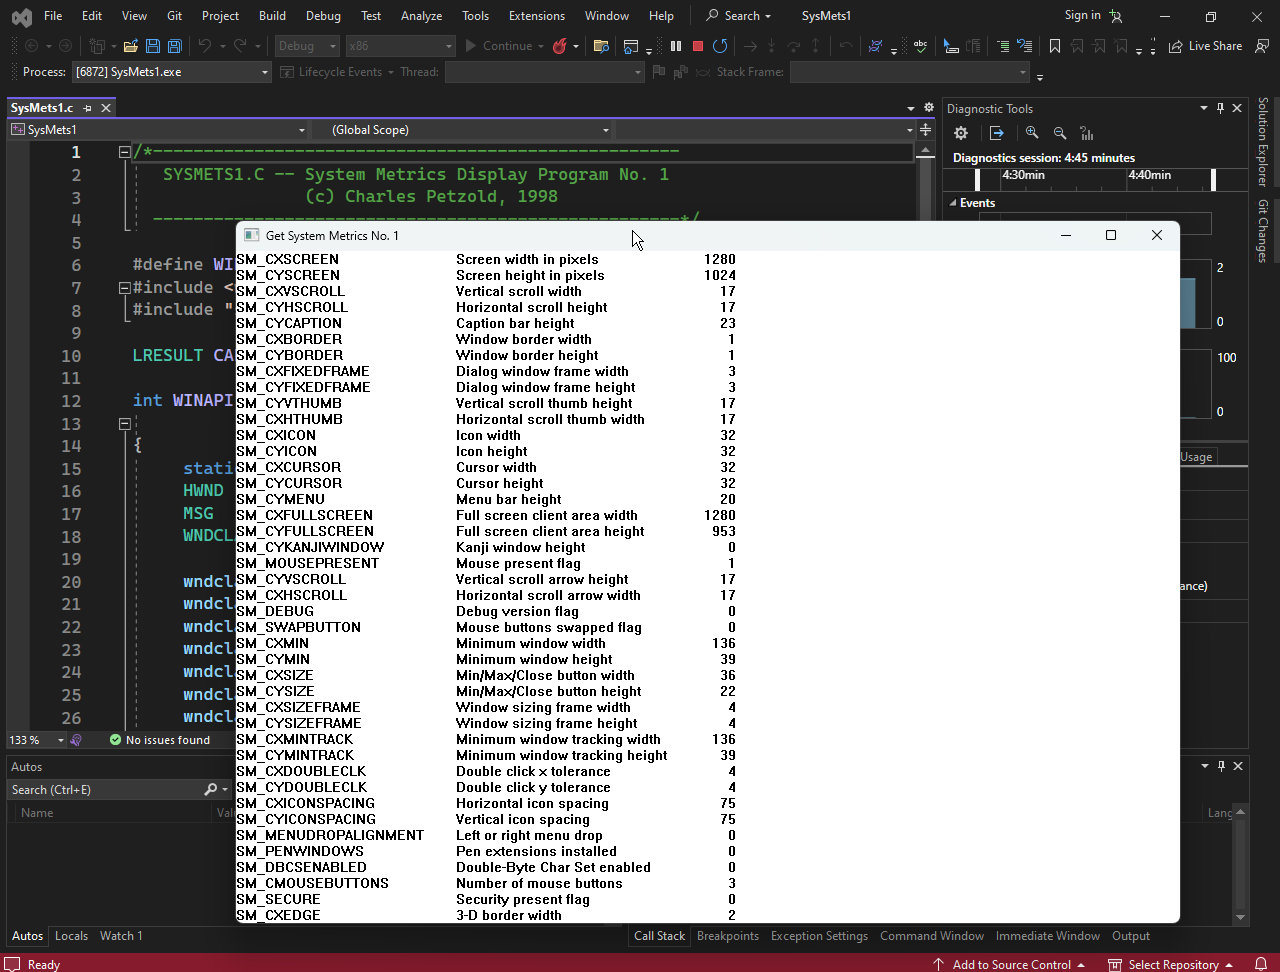 File Edit View Git Project Build Debug Test Analyze Tools Extensions Window Help Search SysMets1 Sign in
Debug x86 Continue Live Share
Process: [6872] SysMets1.exe Lifecycle Events Thread: Stack Frame:
SysMets1.c
SysMets1 (Global Scope)
Diagnostic Tools
Diagnostics session: 4:45 minutes
4:30min 4:40min
Events
2
0
100
0
Usage
ance)
Solution Explorer
Git Changes
1 /*----------------------------------------------------
2 SYSMETS1.C -- System Metrics Display Program No. 1
3 (c) Charles Petzold, 1998
4 ----------------------------------------------------*/
5
6 #define WI
7 #include <
8 #include "
9
10 LRESULT CA
11
12 int WINAPI
13
14 {
15 stati
16 HWND
17 MSG
18 WNDCL
19
20 wndcl
21 wndcl
22 wndcl
23 wndcl
24 wndcl
25 wndcl
26 wndcl
133 % No issues found
Get System Metrics No. 1
SM_CXSCREEN Screen width in pixels 1280
SM_CYSCREEN Screen height in pixels 1024
SM_CXVSCROLL Vertical scroll width 17
SM_CYHSCROLL Horizontal scroll height 17
SM_CYCAPTION Caption bar height 23
SM_CXBORDER Window border width 1
SM_CYBORDER Window border height 1
SM_CXFIXEDFRAME Dialog window frame width 3
SM_CYFIXEDFRAME Dialog window frame height 3
SM_CYVTHUMB Vertical scroll thumb height 17
SM_CXHTHUMB Horizontal scroll thumb width 17
SM_CXICON Icon width 32
SM_CYICON Icon height 32
SM_CXCURSOR Cursor width 32
SM_CYCURSOR Cursor height 32
SM_CYMENU Menu bar height 20
SM_CXFULLSCREEN Full screen client area width 1280
SM_CYFULLSCREEN Full screen client area height 953
SM_CYKANJIWINDOW Kanji window height 0
SM_MOUSEPRESENT Mouse present flag 1
SM_CYVSCROLL Vertical scroll arrow height 17
SM_CXHSCROLL Horizontal scroll arrow width 17
SM_DEBUG Debug version flag 0
SM_SWAPBUTTON Mouse buttons swapped flag 0
SM_CXMIN Minimum window width 136
SM_CYMIN Minimum window height 39
SM_CXSIZE Min/Max/Close button width 36
SM_CYSIZE Min/Max/Close button height 22
SM_CXSIZEFRAME Window sizing frame width 4
SM_CYSIZEFRAME Window sizing frame height 4
SM_CXMINTRACK Minimum window tracking width 136
SM_CYMINTRACK Minimum window tracking height 39
SM_CXDOUBLECLK Double click x tolerance 4
SM_CYDOUBLECLK Double click y tolerance 4
SM_CXICONSPACING Horizontal icon spacing 75
SM_CYICONSPACING Vertical icon spacing 75
SM_MENUDROPALIGNMENT Left or right menu drop 0
SM_PENWINDOWS Pen extensions installed 0
SM_DBCSENABLED Double-Byte Char Set enabled 0
SM_CMOUSEBUTTONS Number of mouse buttons 3
SM_SECURE Security present flag 0
SM_CXEDGE 3-D border width 2
Autos
Search (Ctrl+E)
Name Val
Lang
Autos Locals Watch 1
Call Stack Breakpoints Exception Settings Command Window Immediate Window Output
Ready Add to Source Control Select Repository